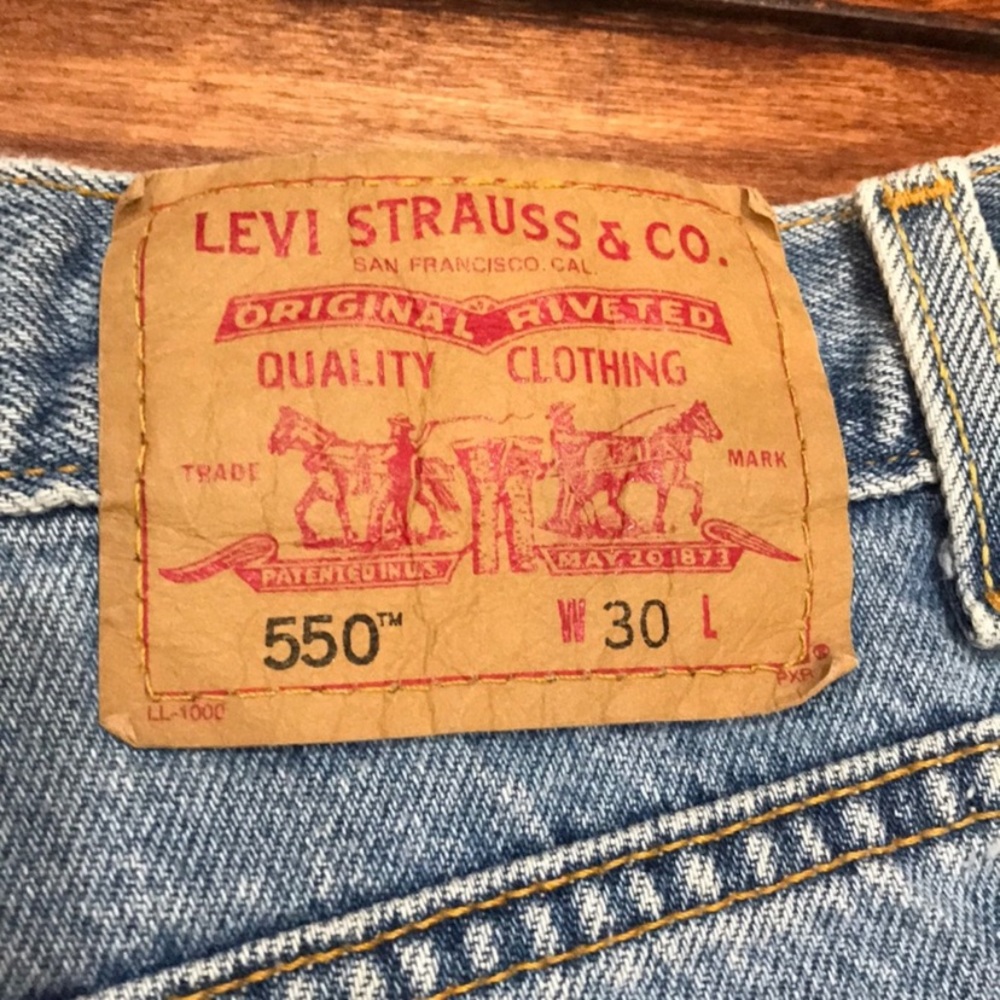 LEVI STRAUSS & CO.
SAN FRANCISCO. CAL.
ORIGINAL RIVETED
QUALITY CLOTHING
TRADE MARK
PATENTED IN U.S. MAY 20 1873
550™ W 30 L
PXR®
LL-1000